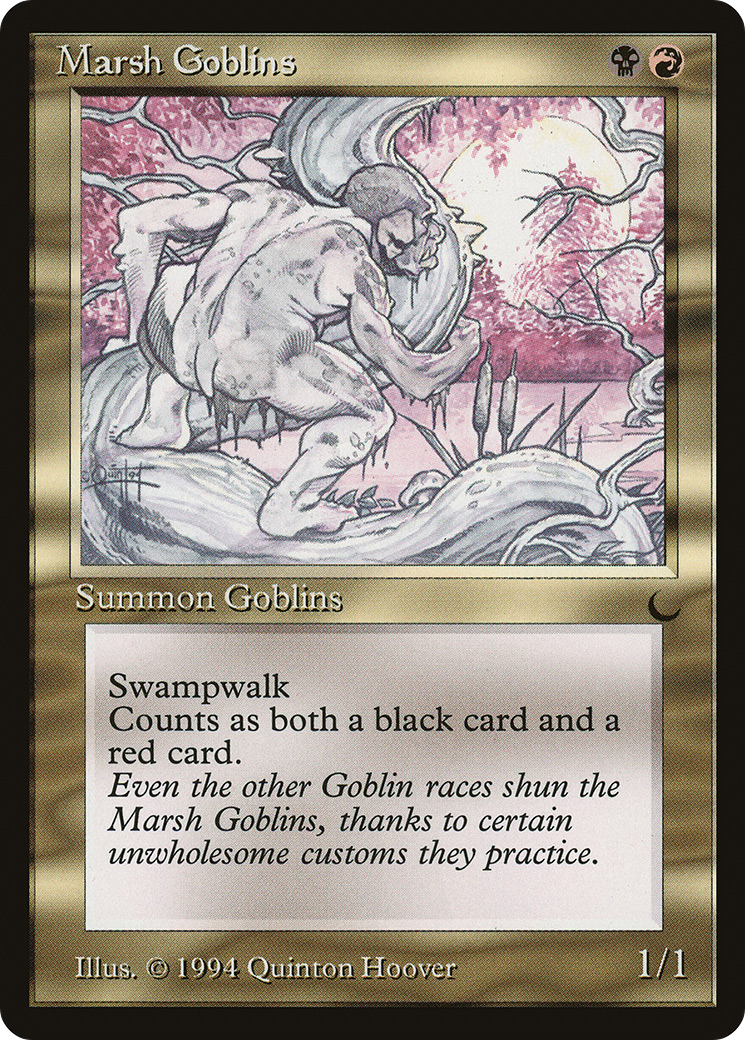 Marsh Goblins
Summon Goblins
Swampwalk
Counts as both a black card and a
red card.
Even the other Goblin races shun the
Marsh Goblins, thanks to certain
unwholesome customs they practice.
Illus. © 1994 Quinton Hoover
1/1